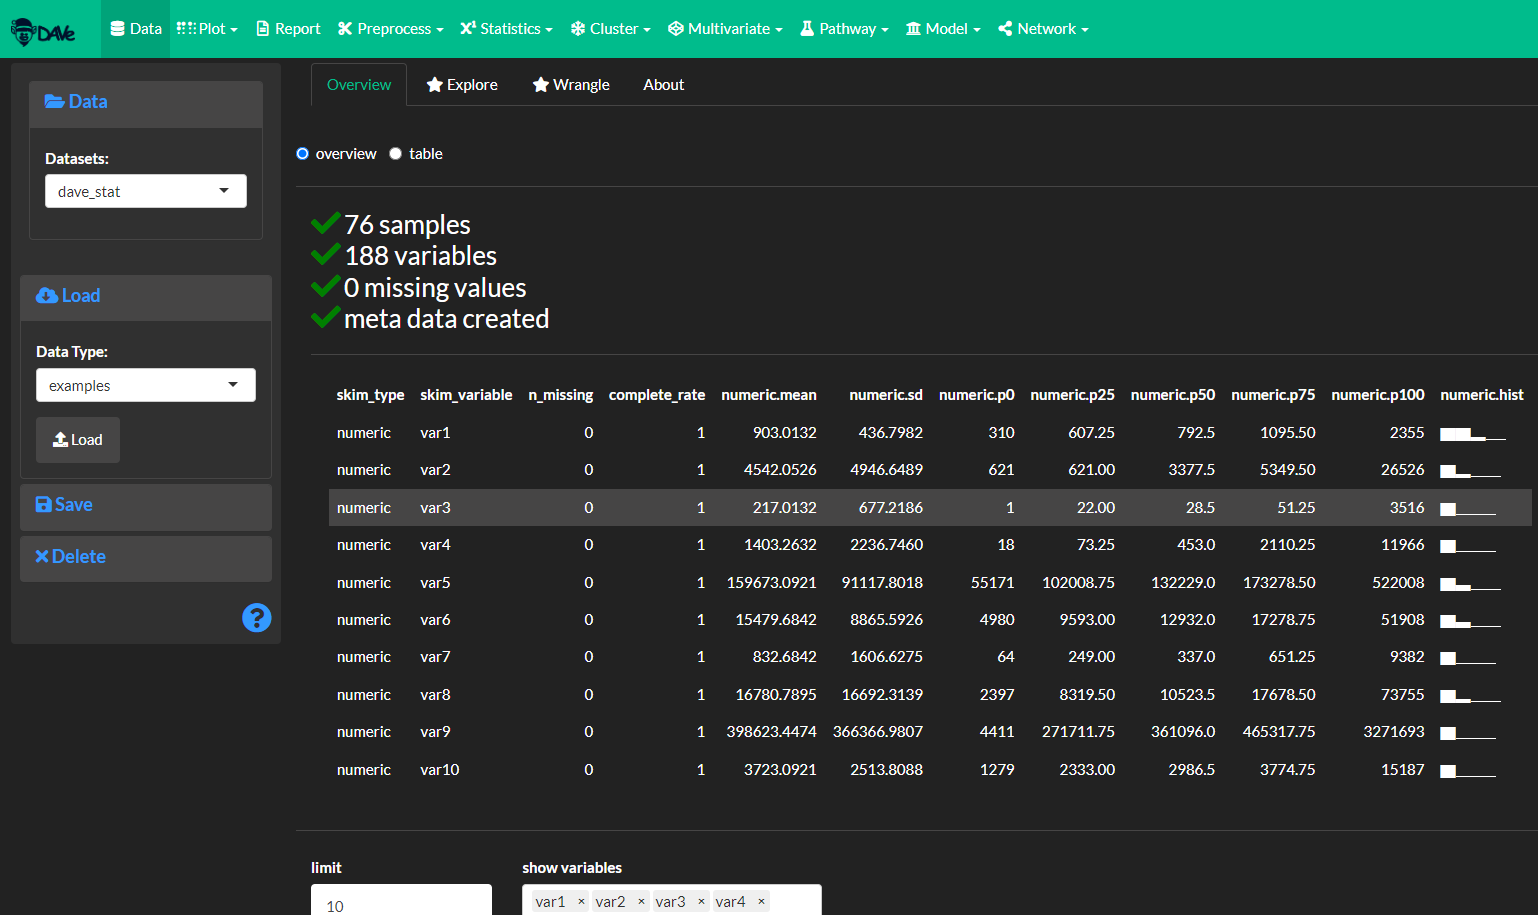 DAVe Data Plot Report Preprocess Statistics Cluster Multivariate Pathway Model Network
Data
Datasets:
dave_stat
Load
Data Type:
examples
Load
Save
Delete
?
Overview Explore Wrangle About
overview table
76 samples
188 variables
0 missing values
meta data created
skim_type skim_variable n_missing complete_rate numeric.mean numeric.sd numeric.p0 numeric.p25 numeric.p50 numeric.p75 numeric.p100 numeric.hist
numeric var1 0 1 903.0132 436.7982 310 607.25 792.5 1095.50 2355
numeric var2 0 1 4542.0526 4946.6489 621 621.00 3377.5 5349.50 26526
numeric var3 0 1 217.0132 677.2186 1 22.00 28.5 51.25 3516
numeric var4 0 1 1403.2632 2236.7460 18 73.25 453.0 2110.25 11966
numeric var5 0 1 159673.0921 91117.8018 55171 102008.75 132229.0 173278.50 522008
numeric var6 0 1 15479.6842 8865.5926 4980 9593.00 12932.0 17278.75 51908
numeric var7 0 1 832.6842 1606.6275 64 249.00 337.0 651.25 9382
numeric var8 0 1 16780.7895 16692.3139 2397 8319.50 10523.5 17678.50 73755
numeric var9 0 1 398623.4474 366366.9807 4411 271711.75 361096.0 465317.75 3271693
numeric var10 0 1 3723.0921 2513.8088 1279 2333.00 2986.5 3774.75 15187
limit
10
show variables
var1 × var2 × var3 × var4 ×